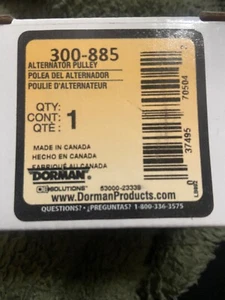 300-885
ALTERNATOR PULLEY
POLEA DEL ALTERNADOR
POULIE D'ALTERNATEUR
QTY:
CONT: 1
QTÉ:
MADE IN CANADA
HECHO EN CANADA
FABRIQUÉ AU CANADA
DORMAN
OE SOLUTIONS
53000-2333B
www.DormanProducts.com
QUESTIONS? • ¿PREGUNTAS? 1-800-336-3575
37495 70504